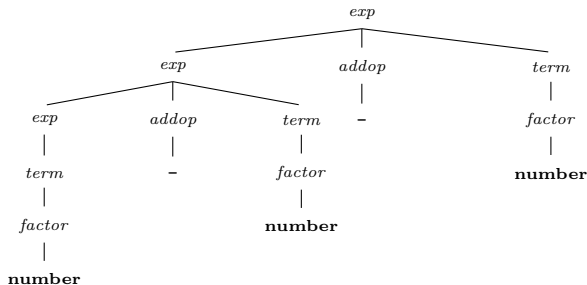 exp
exp addop term
exp addop term – factor
term – factor number
factor number
number